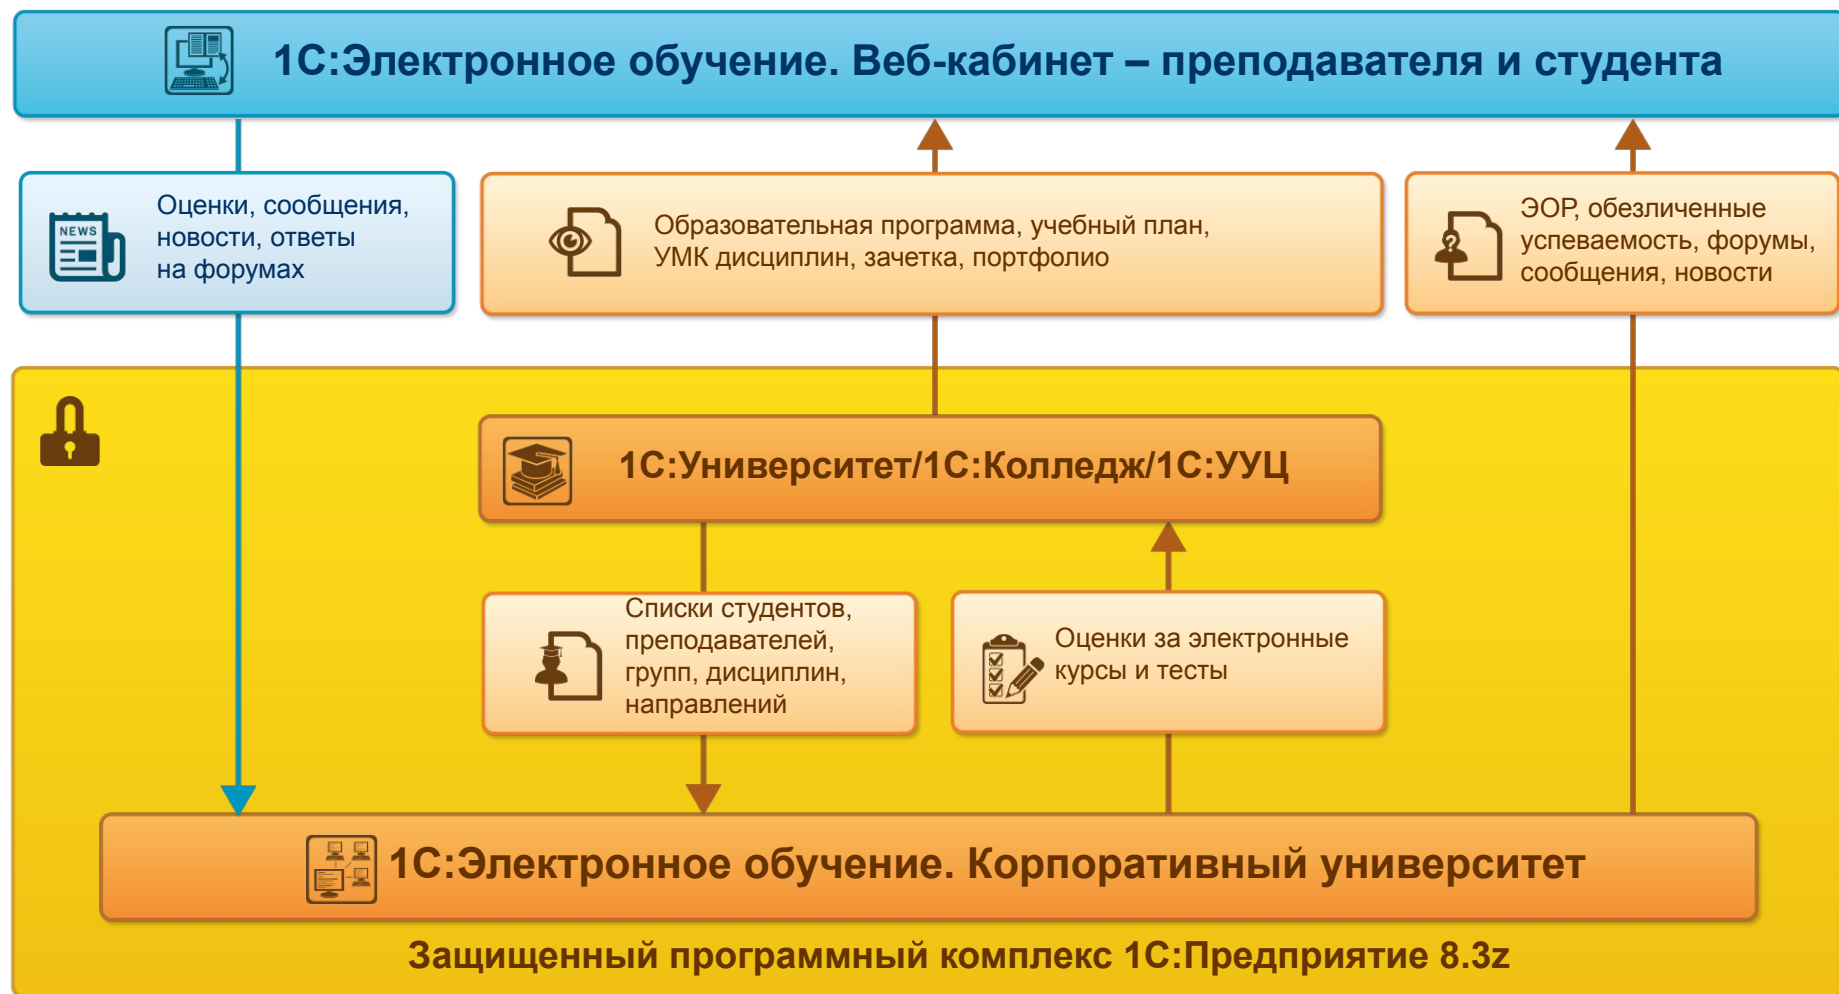 1С:Электронное обучение. Веб-кабинет – преподавателя и студента
NEWS
Оценки, сообщения,
новости, ответы
на форумах
Образовательная программа, учебный план,
УМК дисциплин, зачетка, портфолио
?
ЭОР, обезличенные
успеваемость, форумы,
сообщения, новости
1С:Университет/1С:Колледж/1С:УУЦ
Списки студентов,
преподавателей,
групп, дисциплин,
направлений
Оценки за электронные
курсы и тесты
1С:Электронное обучение. Корпоративный университет
Защищенный программный комплекс 1С:Предприятие 8.3z